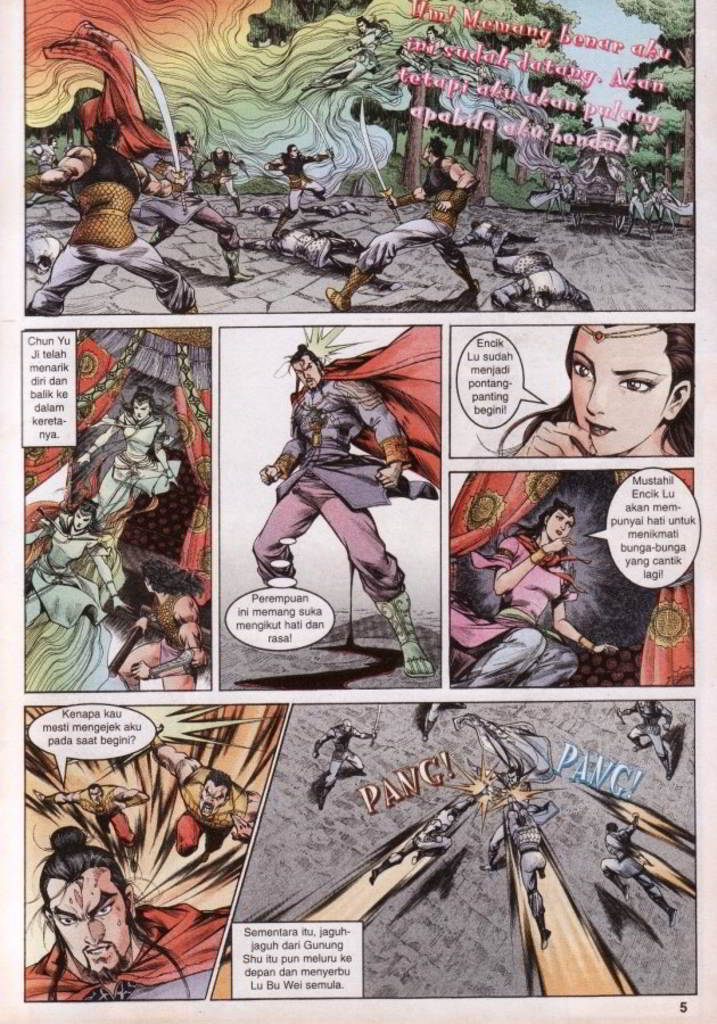 Hm! Memang benar aku
ini sudah datang. Akan
tetapi aku akan pulang
apabila aku hendak!
Chun Yu
Ji telah
menarik
diri dan
balik ke
dalam
kereta-
nya.
Perempuan
ini memang suka
mengikut hati dan
rasa!
Encik
Lu sudah
menjadi
pontang-
panting
begini!
Mustahil
Encik Lu
akan mem-
punyai hati untuk
menikmati
bunga-bunga
lagi!
Kenapa kau
mesti mengejek aku
pada saat begini?
PANG!
PANG!
Sementara itu, jaguh-
jaguh dari Gunung
Shu itu pun meluru ke
depan dan menyerbu
Lu Bu Wei semula.
5